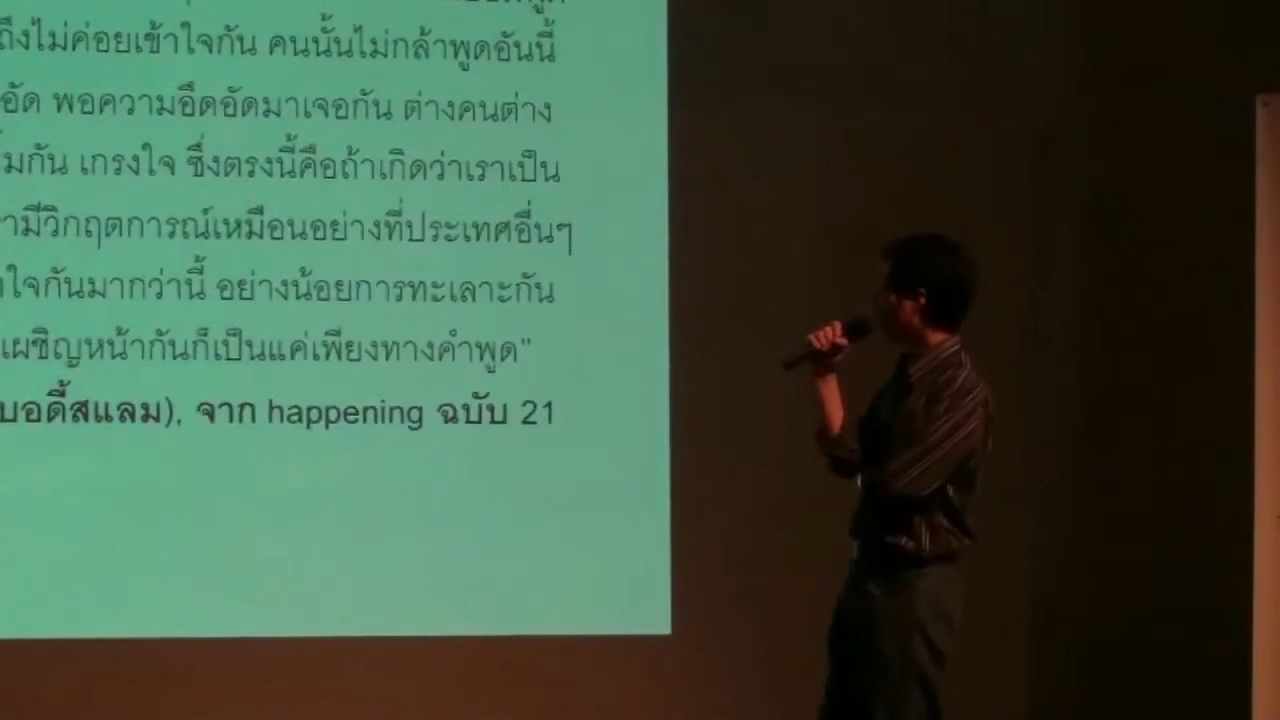 ถึงไม่ค่อยเข้าใจกัน คนนั้นไม่กล้าพูดอันนี้
อัด พอความอึดอัดมาเจอกัน ต่างคนต่าง
มกัน เกรงใจ ซึ่งตรงนี้คือถ้าเกิดว่าเราเป็น
มีวิกฤตการณ์เหมือนอย่างที่ประเทศอื่นๆ
ใจกันมากว่านี้ อย่างน้อยการทะเลาะกัน
เผชิญหน้ากันก็เป็นแค่เพียงทางคำพูด"
บอดี้สแลม), จาก happening ฉบับ 21